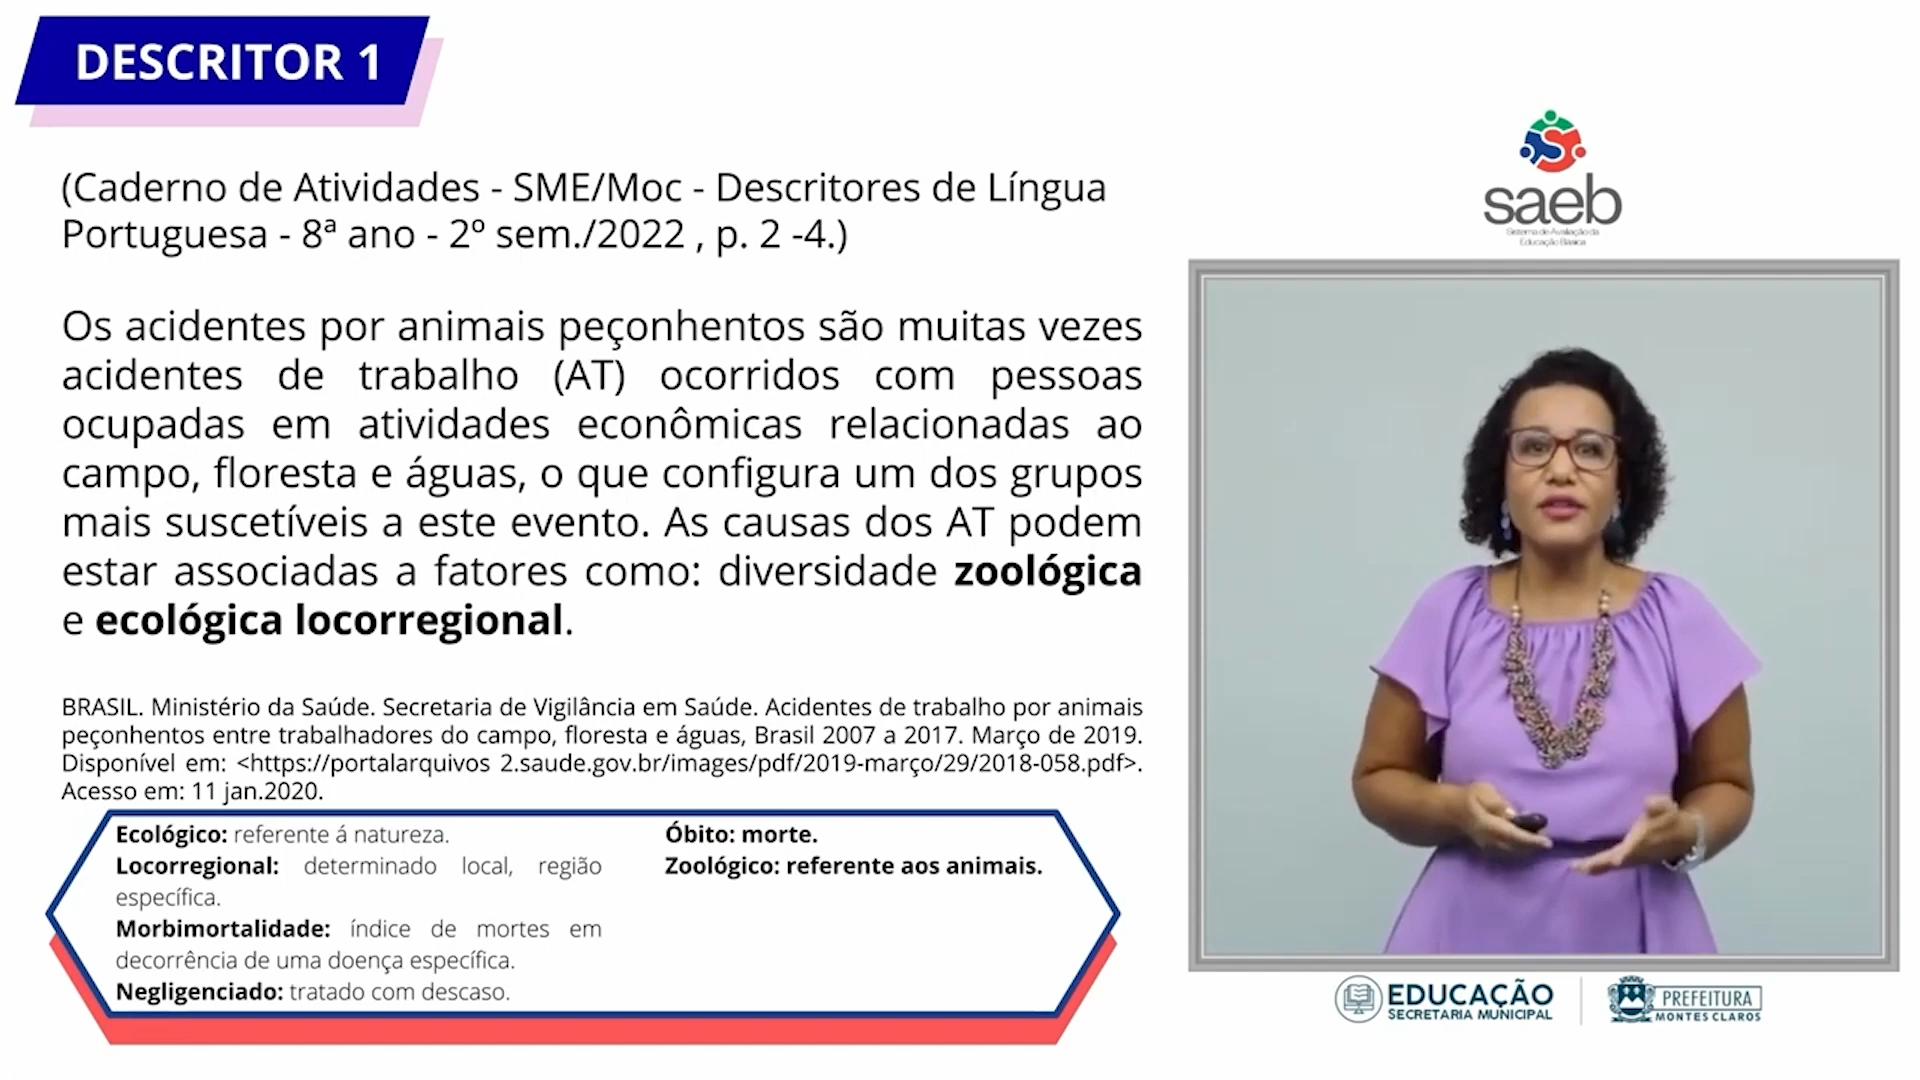 DESCRITOR 1
(Caderno de Atividades - SME/Moc - Descritores de Língua
Portuguesa - 8ª ano - 2º sem./2022 , p. 2 -4.)
Os acidentes por animais peçonhentos são muitas vezes
acidentes de trabalho (AT) ocorridos com pessoas
ocupadas em atividades econômicas relacionadas ao
campo, floresta e águas, o que configura um dos grupos
mais suscetíveis a este evento. As causas dos AT podem
estar associadas a fatores como: diversidade zoológica
e ecológica locorregional.
BRASIL. Ministério da Saúde. Secretaria de Vigilância em Saúde. Acidentes de trabalho por animais
peçonhentos entre trabalhadores do campo, floresta e águas, Brasil 2007 a 2017. Março de 2019.
Disponível em: <https://portalarquivos 2.saude.gov.br/images/pdf/2019-março/29/2018-058.pdf>.
Acesso em: 11 jan.2020.
Ecológico: referente á natureza.
Locorregional: determinado local, região
específica.
Morbimortalidade: índice de mortes em
decorrência de uma doença específica.
Negligenciado: tratado com descaso.
Óbito: morte.
Zoológico: referente aos animais.
saeb
Sistema de Avaliação da
Educação Básica
EDUCAÇÃO
SECRETARIA MUNICIPAL
PREFEITURA
MONTES CLAROS